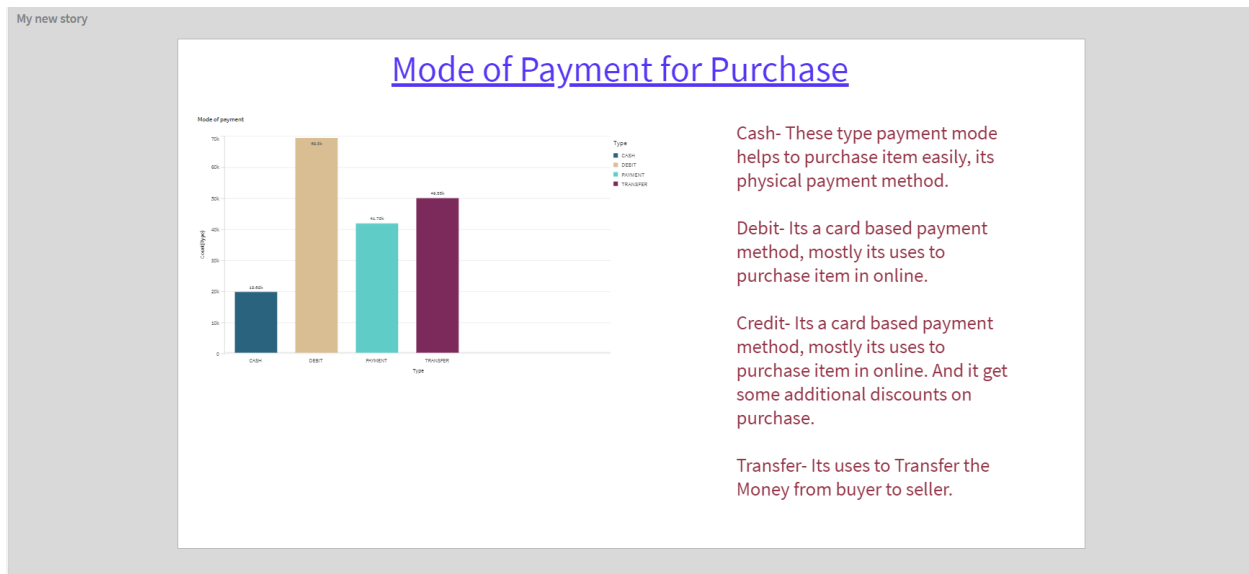 My new story
Mode of Payment for Purchase
Mode of payment
70k
60k
50k
40k
30k
20k
10k
0
Count(Type)
41.73k
CASH
DEBIT
PAYMENT
TRANSFER
Type
Type
CASH
DEBIT
PAYMENT
TRANSFER
Cash- These type payment mode
helps to purchase item easily, its
physical payment method.
Debit- Its a card based payment
method, mostly its uses to
purchase item in online.
Credit- Its a card based payment
method, mostly its uses to
purchase item in online. And it get
some additional discounts on
purchase.
Transfer- Its uses to Transfer the
Money from buyer to seller.